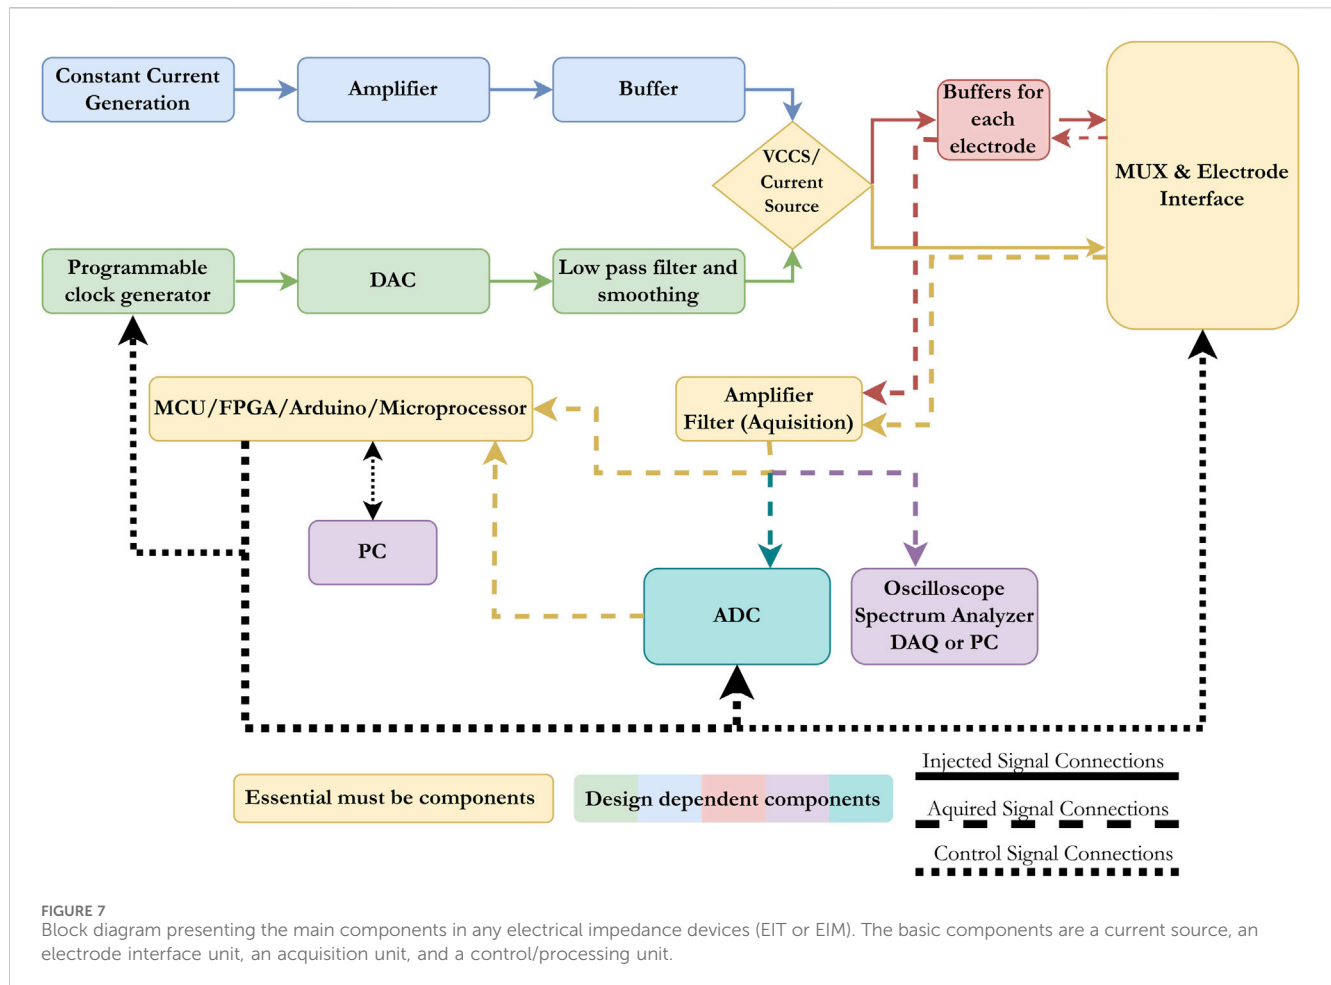 Constant Current
Generation
Amplifier
Buffer
VCCS/
Current
Source
Buffers for
each
electrode
MUX & Electrode
Interface
Programmable
clock generator
DAC
Low pass filter and
smoothing
MCU/FPGA/Arduino/Microprocessor
Amplifier
Filter (Aquisition)
PC
ADC
Oscilloscope
Spectrum Analyzer
DAQ or PC
Essential must be components
Design dependent components
Injected Signal Connections
Aquired Signal Connections
Control Signal Connections
FIGURE 7
Block diagram presenting the main components in any electrical impedance devices (EIT or EIM). The basic components are a current source, an
electrode interface unit, an acquisition unit, and a control/processing unit.